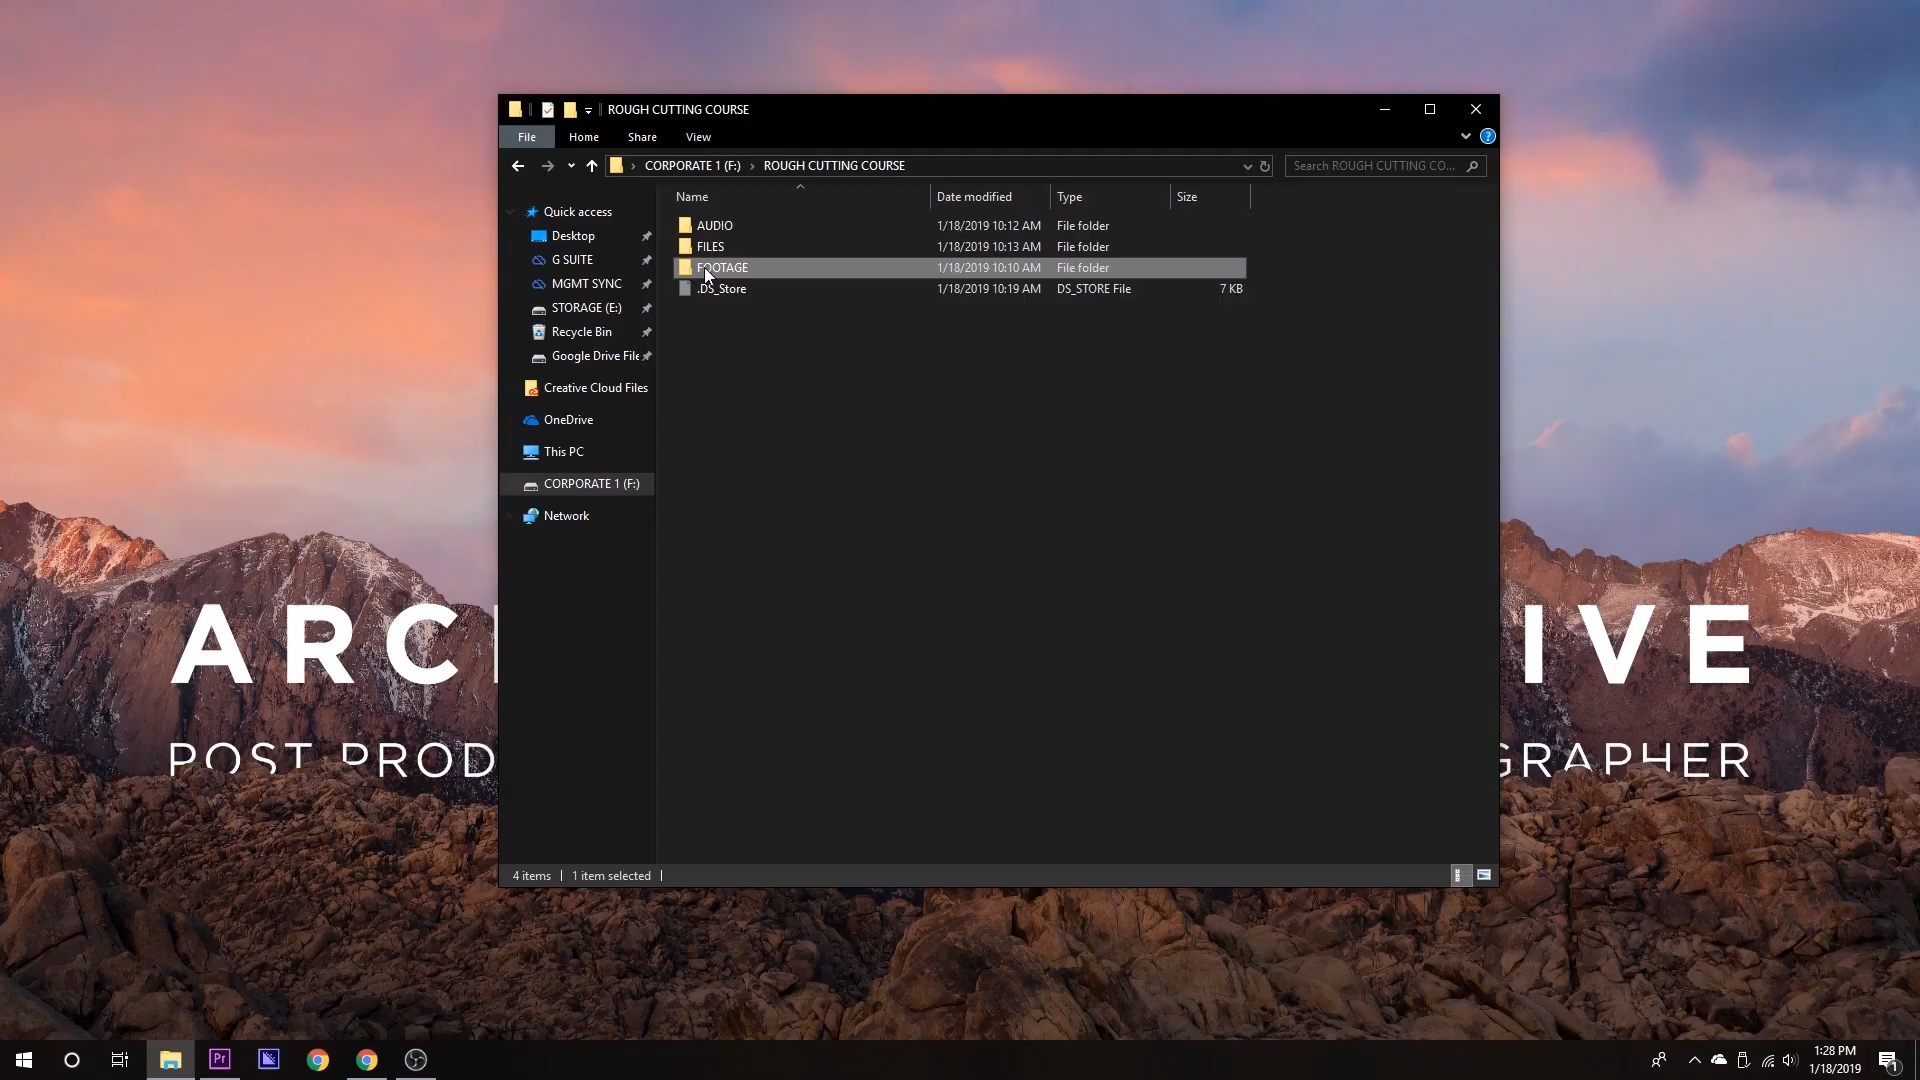 ROUGH CUTTING COURSE
File Home Share View
CORPORATE 1 (F:) ROUGH CUTTING COURSE Search ROUGH CUTTING CO...
Name Date modified Type Size
Quick access
Desktop
G SUITE
MGMT SYNC
STORAGE (E:)
Recycle Bin
Google Drive File
Creative Cloud Files
OneDrive
This PC
CORPORATE 1 (F:)
Network
AUDIO 1/18/2019 10:12 AM File folder
FILES 1/18/2019 10:13 AM File folder
FOOTAGE 1/18/2019 10:10 AM File folder
.DS_Store 1/18/2019 10:19 AM DS_STORE File 7 KB
4 items 1 item selected
ARC IVE
POST PROD GRAPHER
Pr
1:28 PM
1/18/2019
1